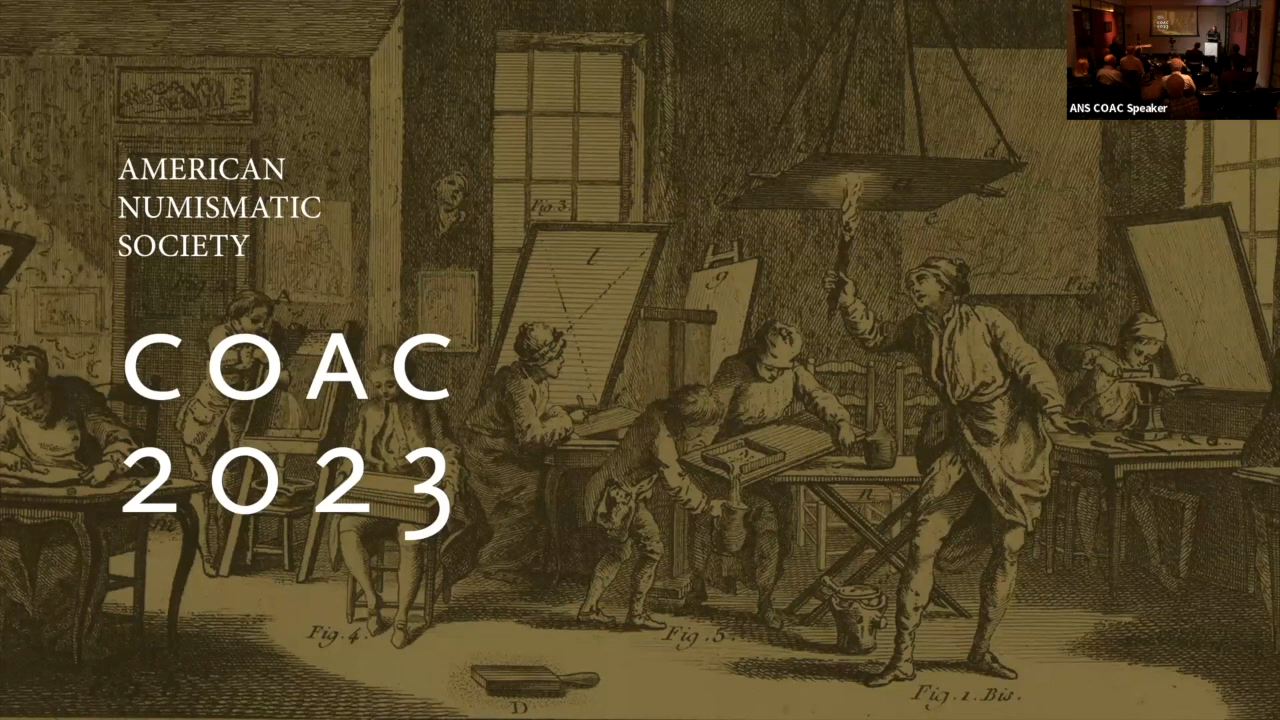 AMERICAN
NUMISMATIC
SOCIETY
COAC
2023
ANS COAC Speaker
Fig. 3.
l
g
d
c
n
m
Fig. 4.
Fig. 5.
D
Fig. 1. Bis.